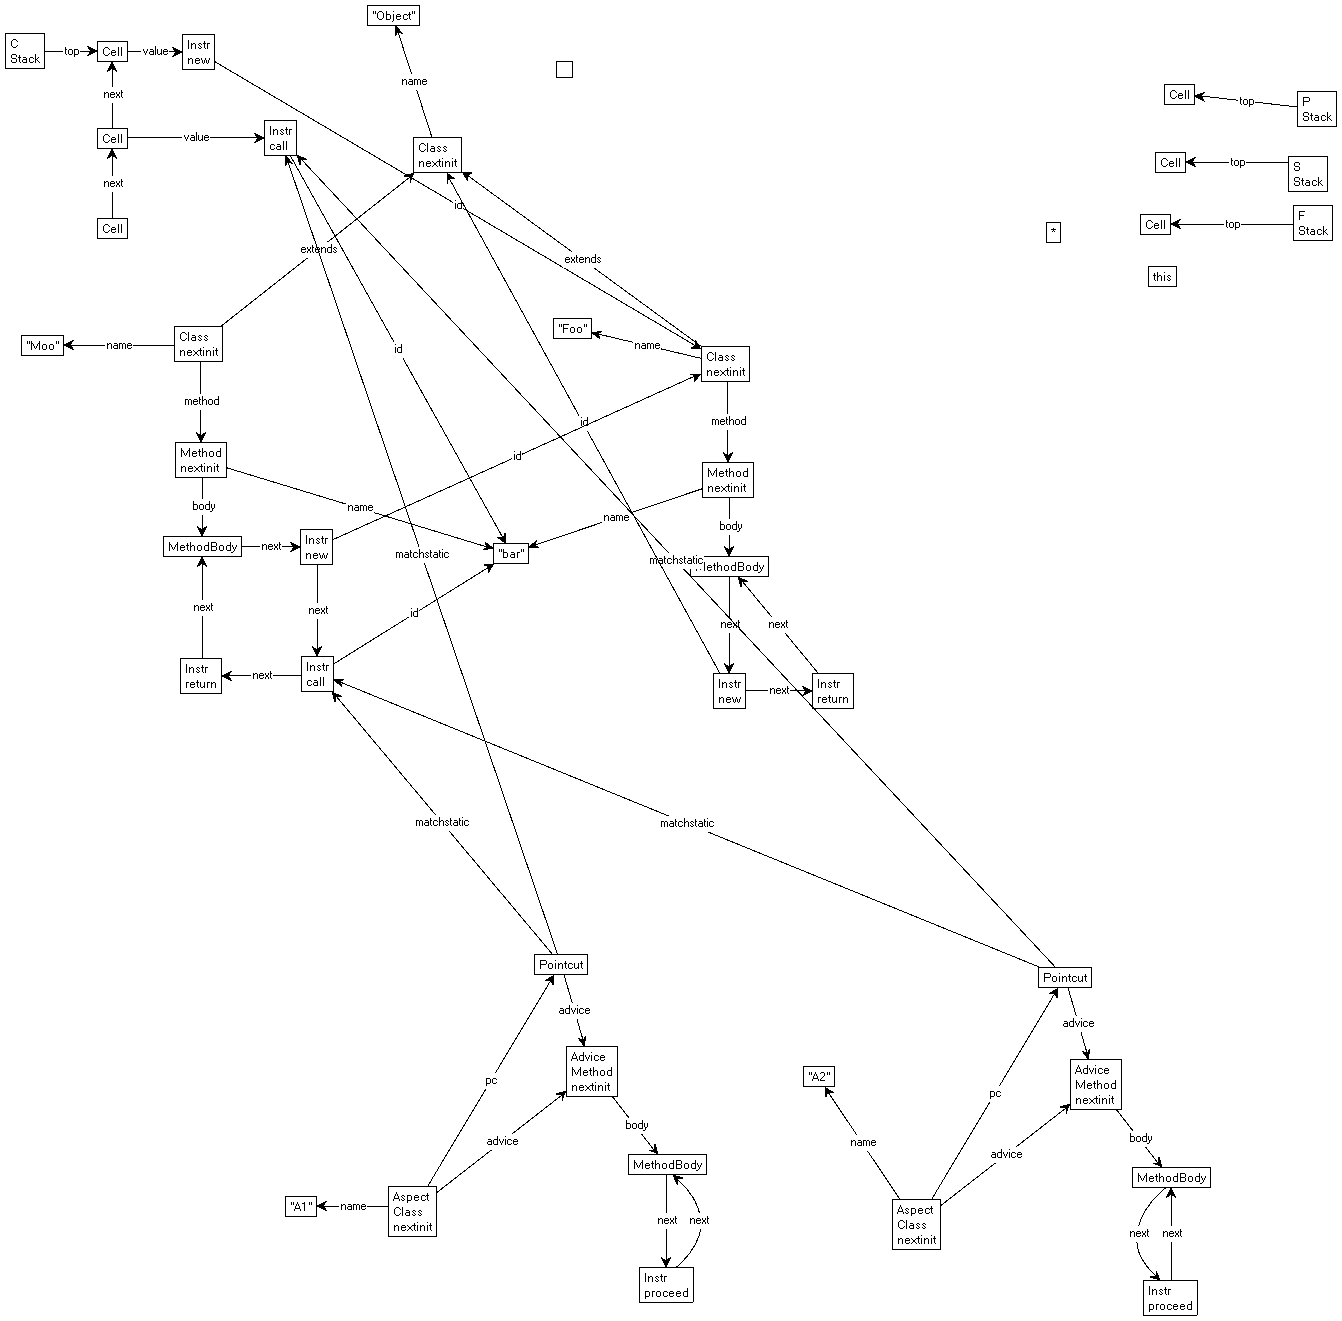 "Object"
C
Stack
top
Cell
value
Instr
new
name
next
P
Stack
top
Cell
Cell
value
Instr
call
Class
nextinit
next
Cell
top
S
Stack
Cell
id
extends
extends
*
Cell
top
F
Stack
this
"Moo"
name
Class
nextinit
"Foo"
name
Class
nextinit
id
method
method
id
id
Method
nextinit
name
Method
nextinit
name
body
body
MethodBody
next
Instr
new
matchstatic
"bar"
matchstatic
MethodBody
next
next
id
next
next
Instr
return
next
Instr
call
Instr
new
next
Instr
return
matchstatic
matchstatic
Pointcut
Pointcut
advice
advice
pc
Advice
Method
nextinit
"A2"
pc
Advice
Method
nextinit
advice
body
name
advice
body
MethodBody
MethodBody
"A1"
name
Aspect
Class
nextinit
next
next
Aspect
Class
nextinit
next
next
Instr
proceed
Instr
proceed